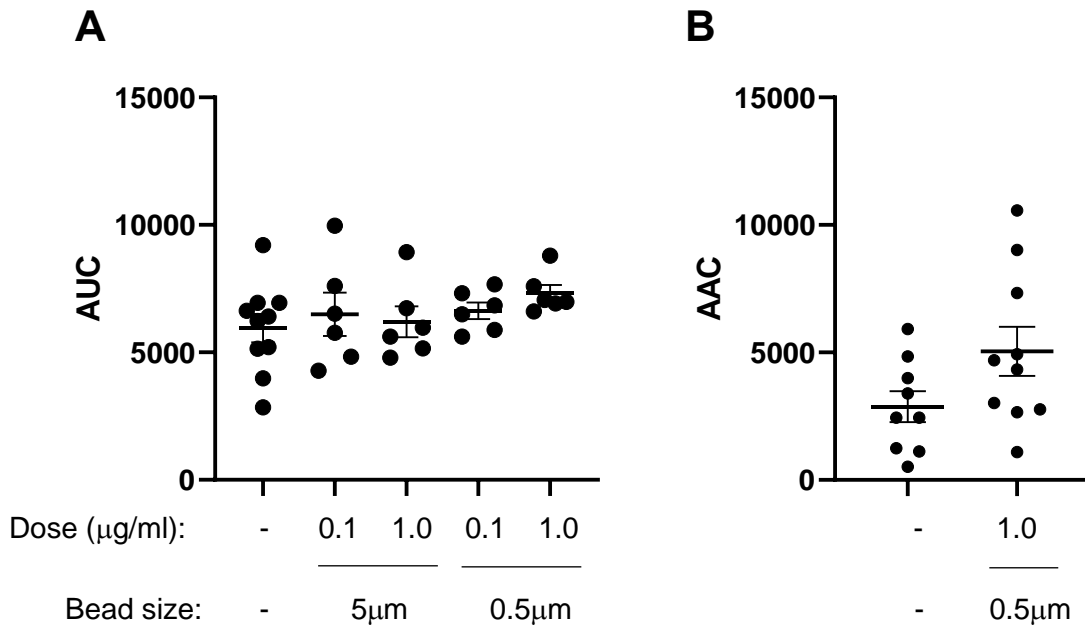 A
B
15000
10000
5000
0
AUC
15000
10000
5000
0
AAC
Dose (μg/ml): - 0.1 1.0 0.1 1.0 - 1.0
Bead size: - 5μm 0.5μm - 0.5μm